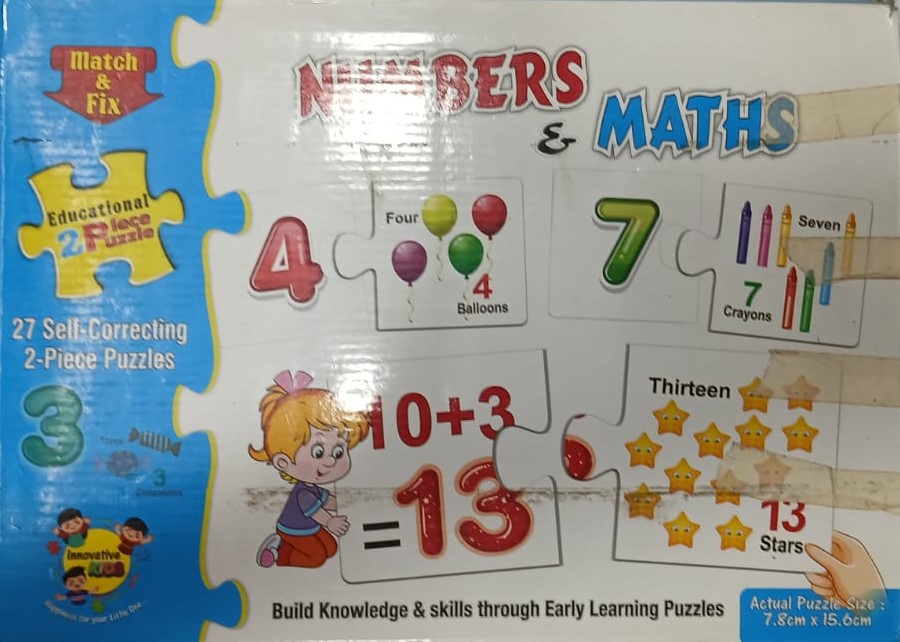 Match
&
Fix
NUMBERS
& MATHS
Educational
2 Piece
Puzzle
27 Self-Correcting
2-Piece Puzzles
4
Four
4
Balloons
7
Seven
7
Crayons
3
Three
3
10+3
=13
Thirteen
13
Stars
Innovative
KIDS
Build Knowledge & skills through Early Learning Puzzles
Actual Puzzle Size :
7.8cm x 15.6cm